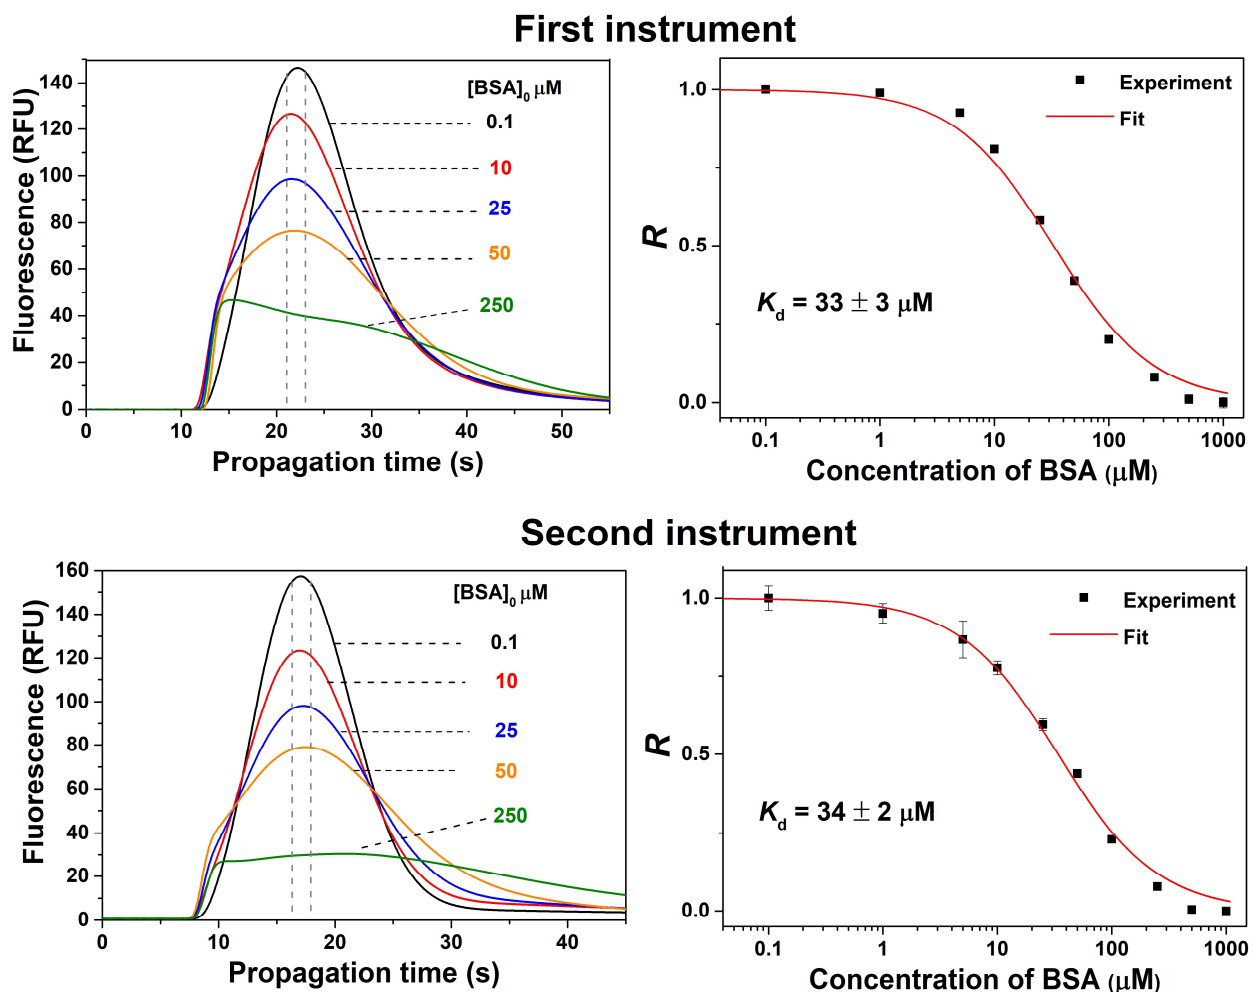 First instrument
Fluorescence (RFU)
140
120
100
80
60
40
20
0
0 10 20 30 40 50
Propagation time (s)
[BSA]0 µM
0.1
10
25
50
250
R
1.0
0.5
0.0
0.1 1 10 100 1000
Concentration of BSA (µM)
Experiment
Fit
Kd = 33 ± 3 µM
Second instrument
Fluorescence (RFU)
160
140
120
100
80
60
40
20
0
0 10 20 30 40
Propagation time (s)
[BSA]0 µM
0.1
10
25
50
250
R
1.0
0.5
0.0
0.1 1 10 100 1000
Concentration of BSA (µM)
Experiment
Fit
Kd = 34 ± 2 µM